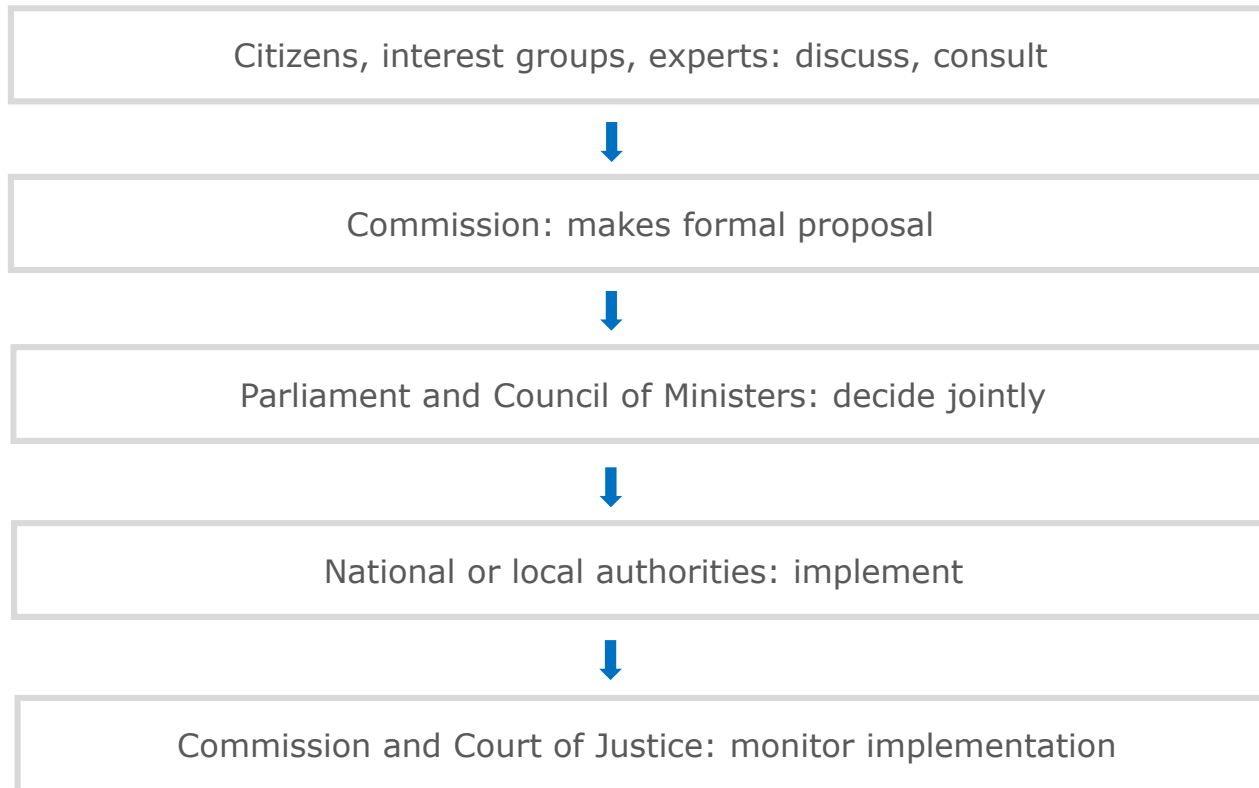 Citizens, interest groups, experts: discuss, consult
Commission: makes formal proposal
Parliament and Council of Ministers: decide jointly
National or local authorities: implement
Commission and Court of Justice: monitor implementation